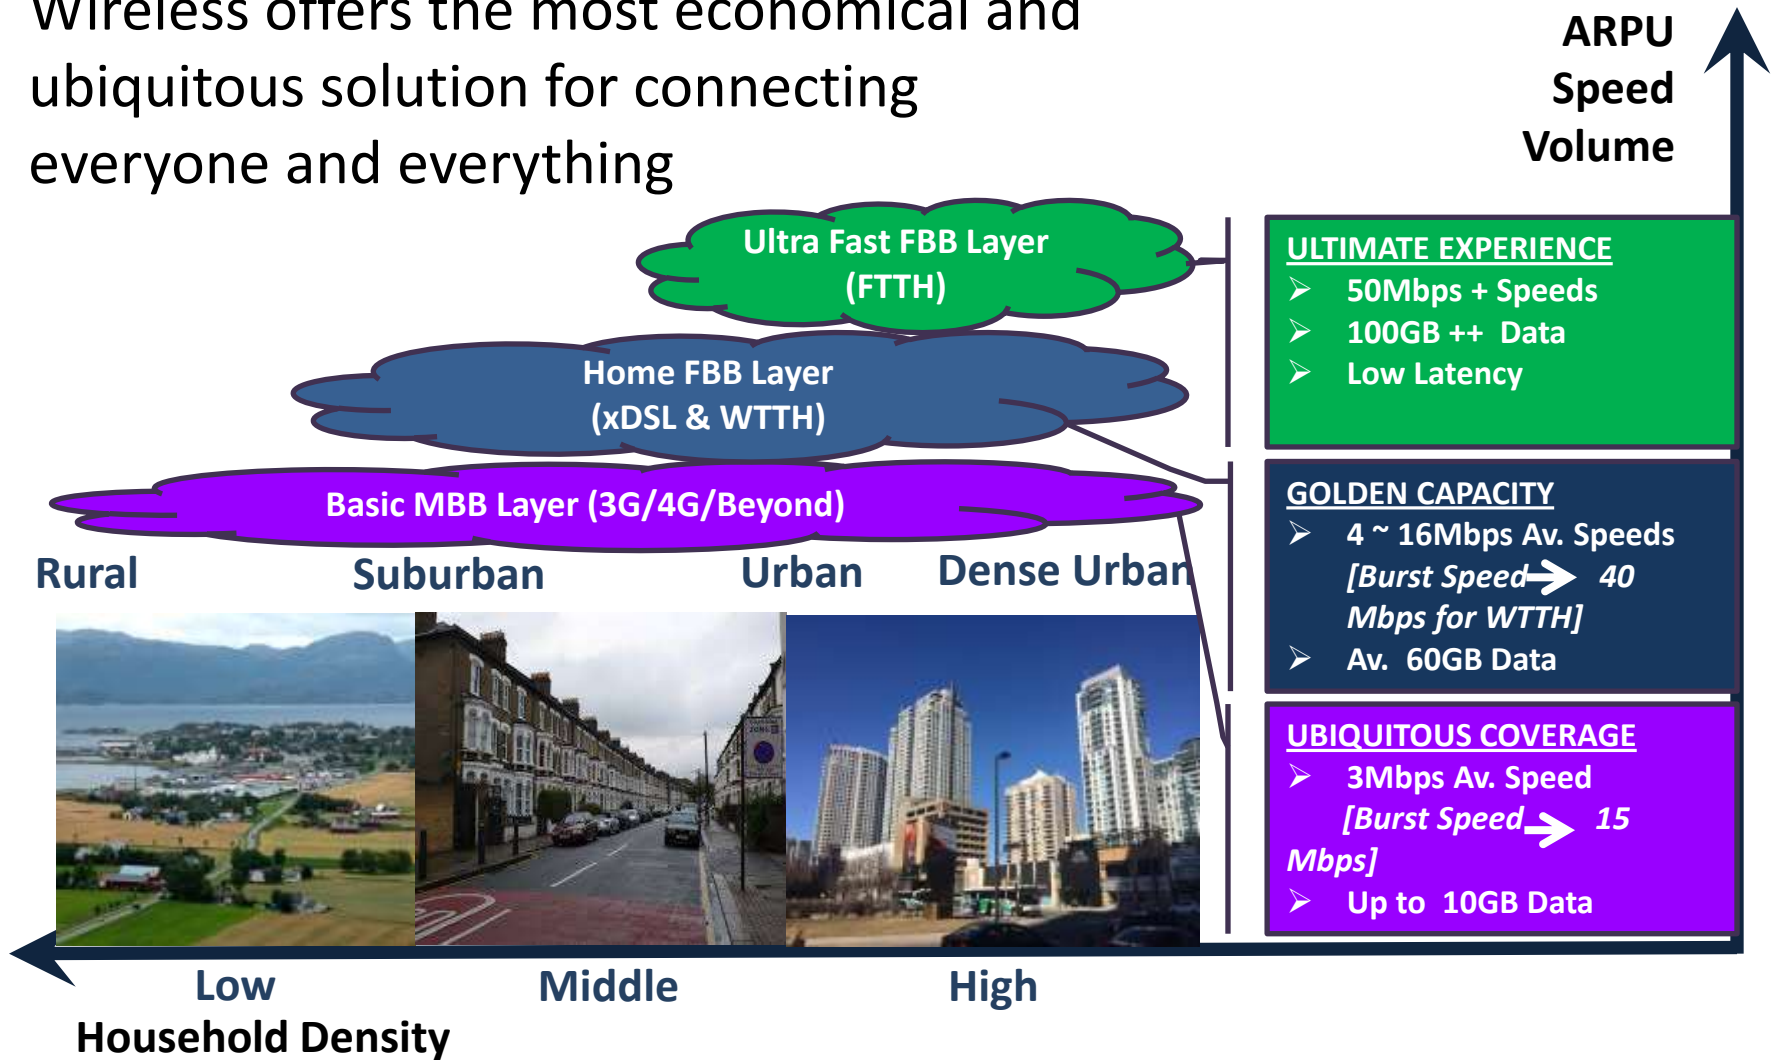 Wireless offers the most economical and
ubiquitous solution for connecting
everyone and everything
ARPU
Speed
Volume
Ultra Fast FBB Layer
(FTTH)
Home FBB Layer
(xDSL & WTTH)
Basic MBB Layer (3G/4G/Beyond)
Rural Suburban Urban Dense Urban
ULTIMATE EXPERIENCE
➢ 50Mbps + Speeds
➢ 100GB ++ Data
➢ Low Latency
GOLDEN CAPACITY
➢ 4 ~ 16Mbps Av. Speeds
[Burst Speed → 40
Mbps for WTTH]
➢ Av. 60GB Data
UBIQUITOUS COVERAGE
➢ 3Mbps Av. Speed
[Burst Speed → 15
Mbps]
➢ Up to 10GB Data
ZONE
Low Middle High
Household Density